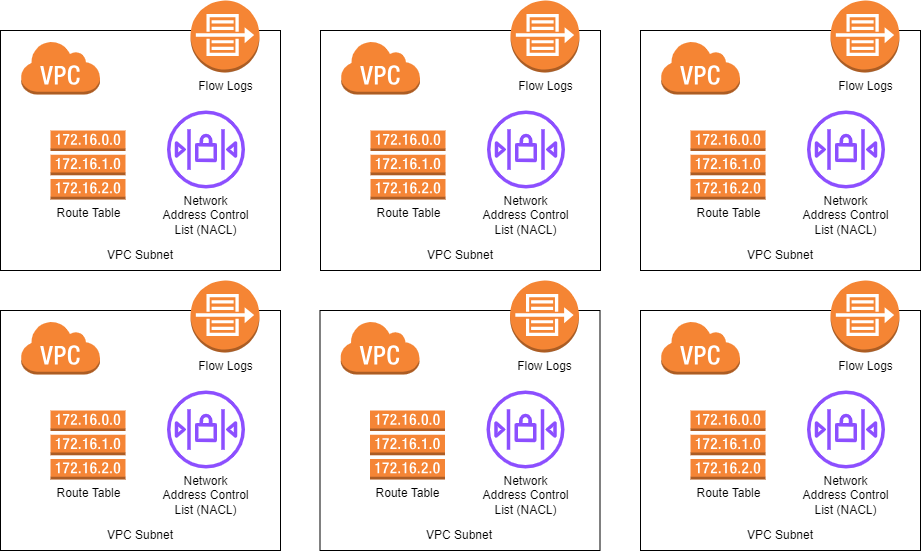 Flow Logs
VPC
172.16.0.0
172.16.1.0
172.16.2.0
Route Table
Network
Address Control
List (NACL)
VPC Subnet
Flow Logs
VPC
172.16.0.0
172.16.1.0
172.16.2.0
Route Table
Network
Address Control
List (NACL)
VPC Subnet
Flow Logs
VPC
172.16.0.0
172.16.1.0
172.16.2.0
Route Table
Network
Address Control
List (NACL)
VPC Subnet
Flow Logs
VPC
172.16.0.0
172.16.1.0
172.16.2.0
Route Table
Network
Address Control
List (NACL)
VPC Subnet
Flow Logs
VPC
172.16.0.0
172.16.1.0
172.16.2.0
Route Table
Network
Address Control
List (NACL)
VPC Subnet
Flow Logs
VPC
172.16.0.0
172.16.1.0
172.16.2.0
Route Table
Network
Address Control
List (NACL)
VPC Subnet